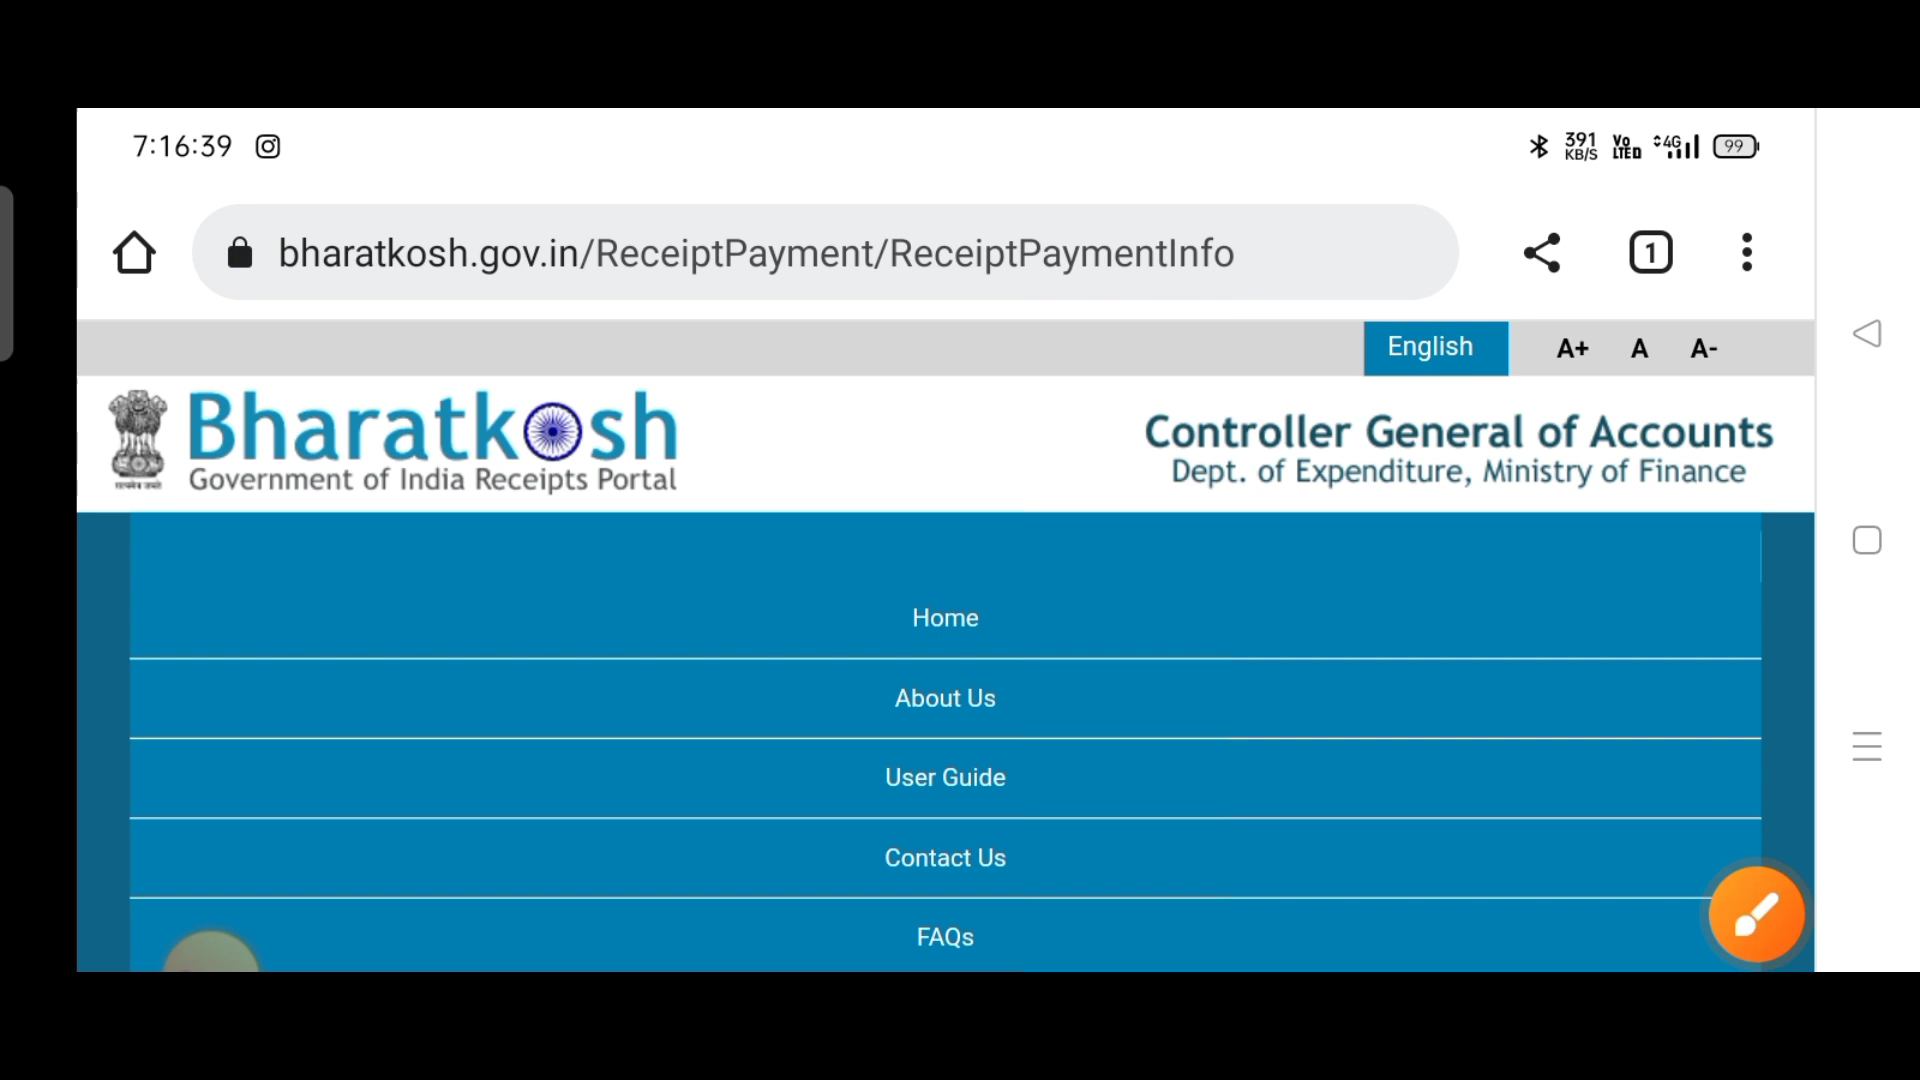 7:16:39
391 KB/S Vo LTE 4G 99
bharatkosh.gov.in/ReceiptPayment/ReceiptPaymentInfo
1
English A+ A A-
Bharatkosh
Government of India Receipts Portal
Controller General of Accounts
Dept. of Expenditure, Ministry of Finance
Home
About Us
User Guide
Contact Us
FAQs